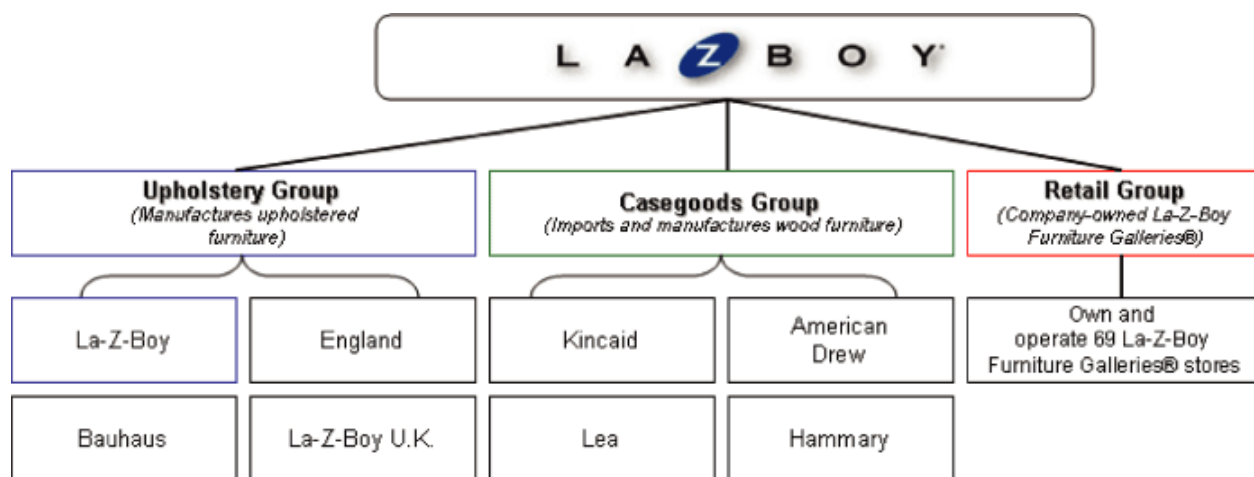 LAZBOY®
Upholstery Group
(Manufactures upholstered
furniture)
Casegoods Group
(Imports and manufactures wood furniture)
Retail Group
(Company-owned La-Z-Boy
Furniture Galleries®)
La-Z-Boy
England
Kincaid
American
Drew
Own and
operate 69 La-Z-Boy
Furniture Galleries® stores
Bauhaus
La-Z-Boy U.K.
Lea
Hammary